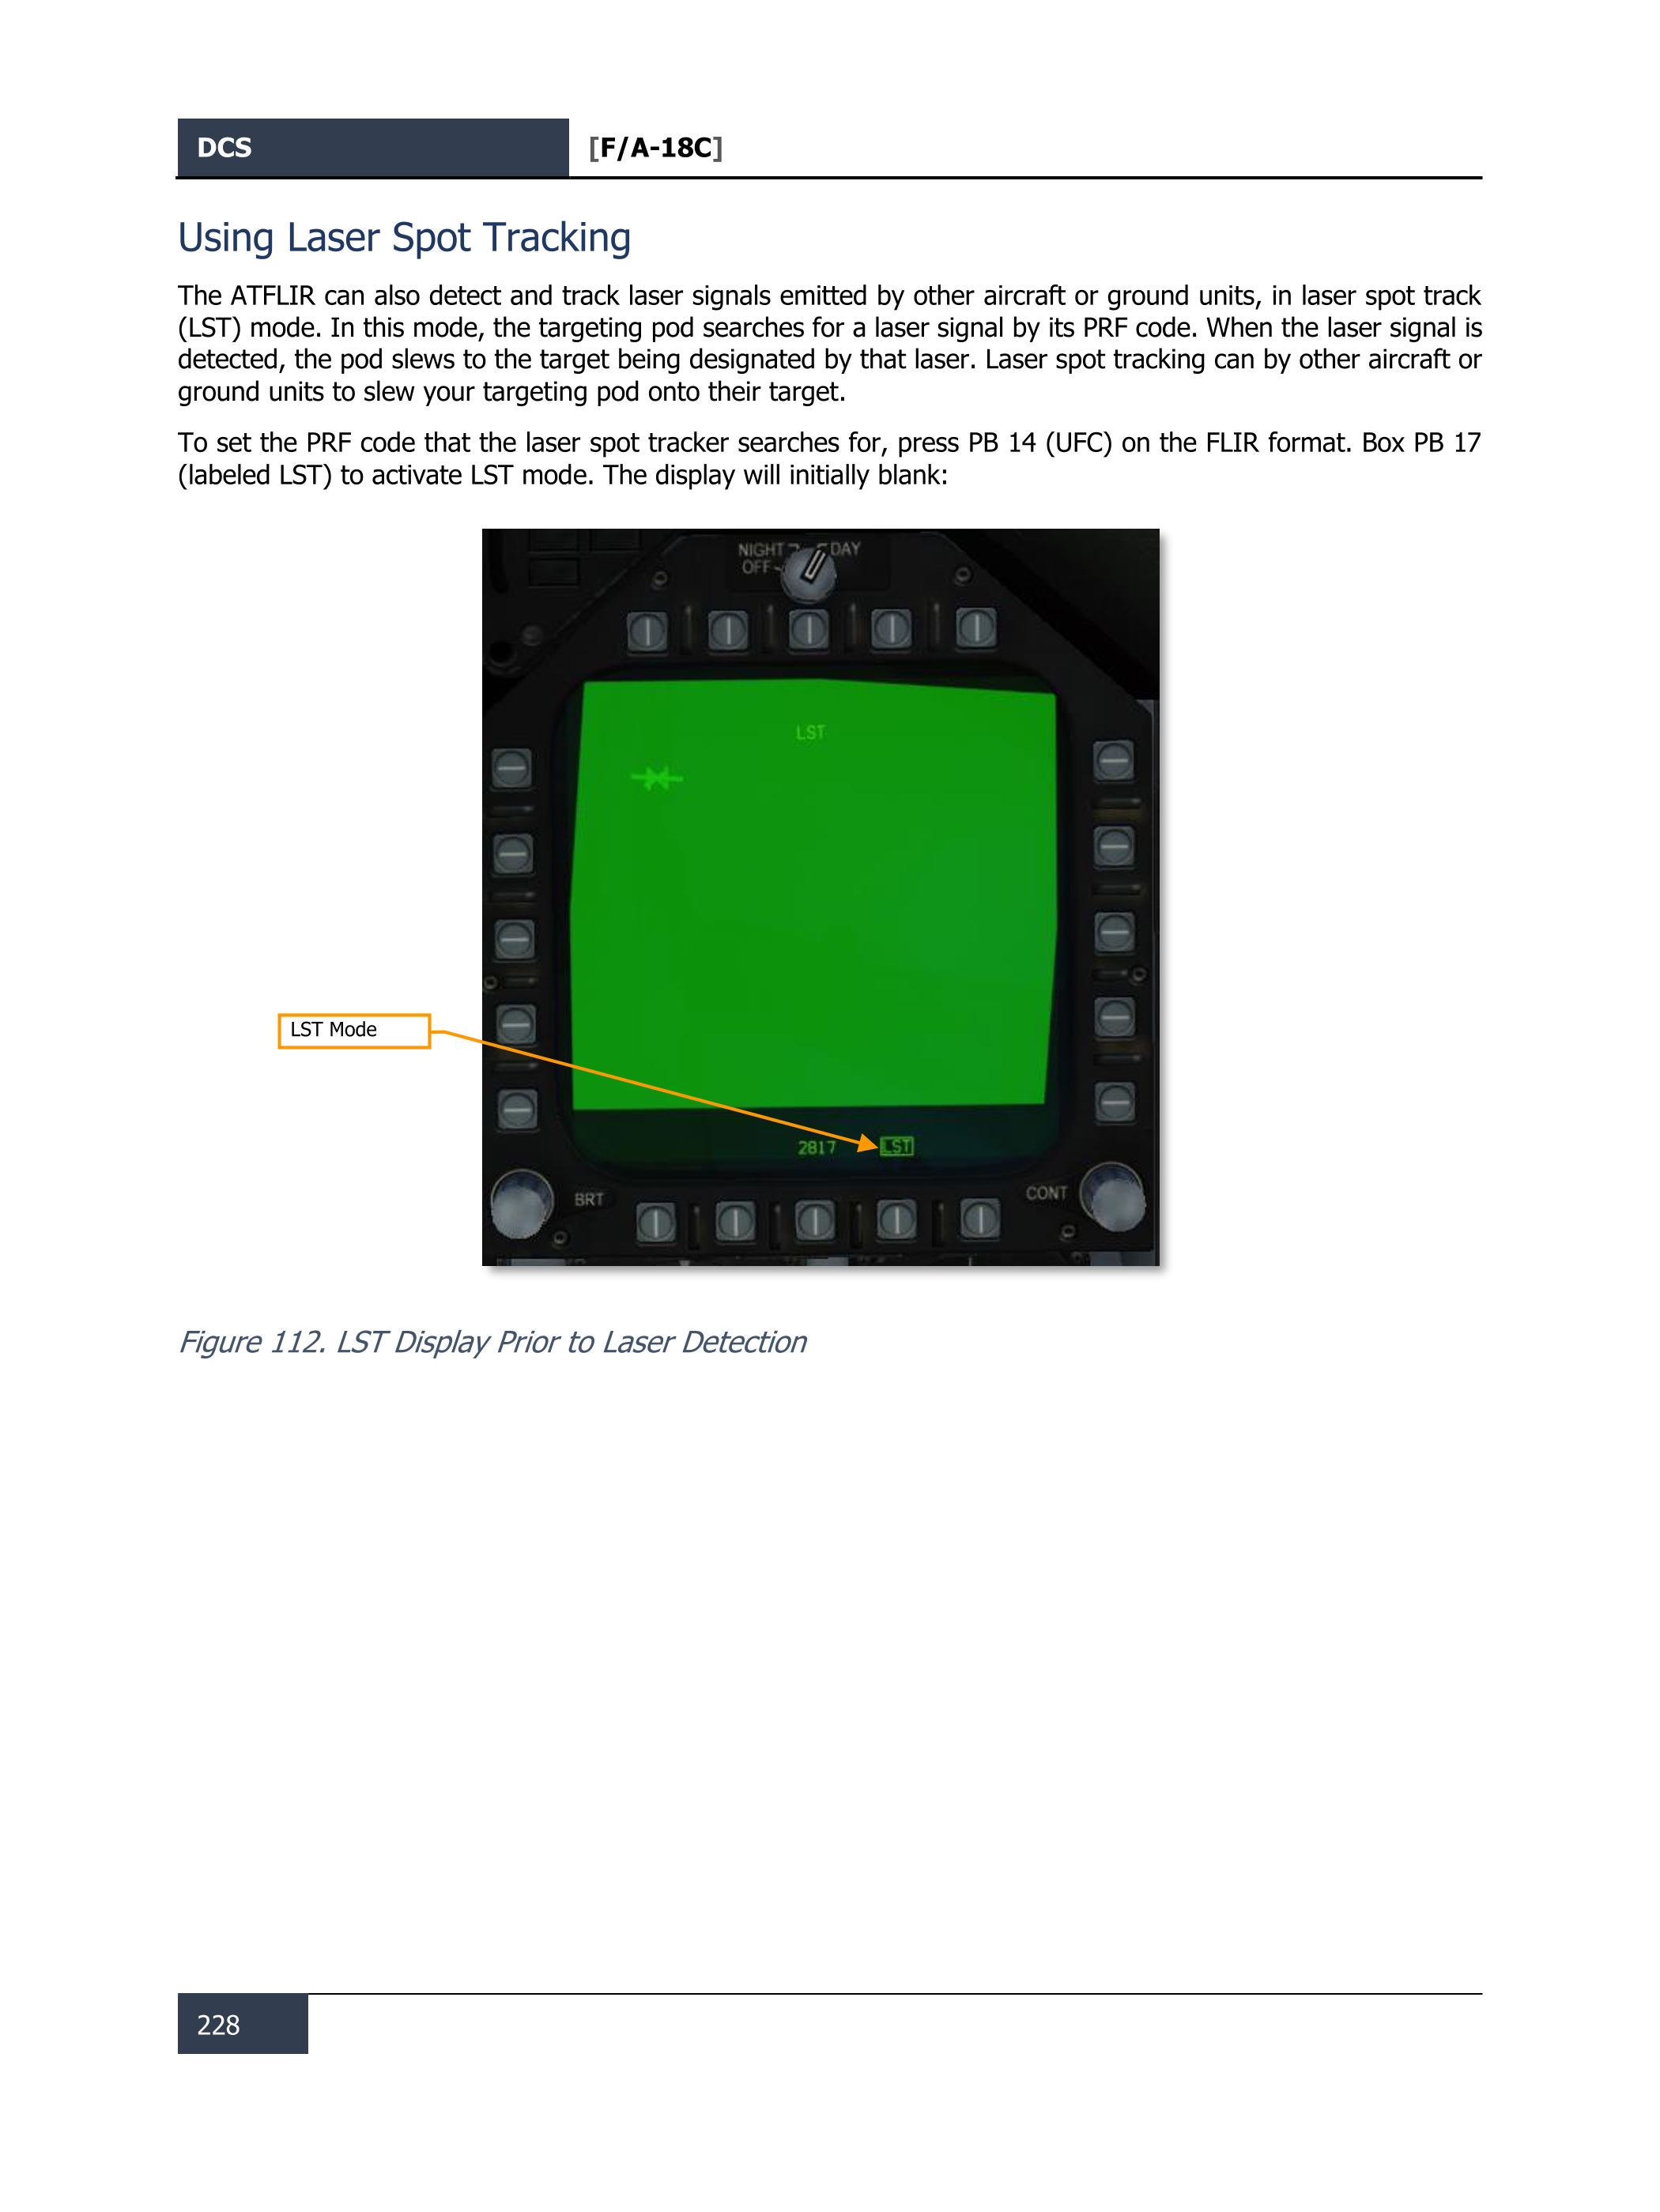 DCS [F/A-18C]
Using Laser Spot Tracking
The ATFLIR can also detect and track laser signals emitted by other aircraft or ground units, in laser spot track
(LST) mode. In this mode, the targeting pod searches for a laser signal by its PRF code. When the laser signal is
detected, the pod slews to the target being designated by that laser. Laser spot tracking can by other aircraft or
ground units to slew your targeting pod onto their target.
To set the PRF code that the laser spot tracker searches for, press PB 14 (UFC) on the FLIR format. Box PB 17
(labeled LST) to activate LST mode. The display will initially blank:
NIGHT DAY
OFF
LST
LST Mode
2817 LST
BRT CONT
Figure 112. LST Display Prior to Laser Detection
228